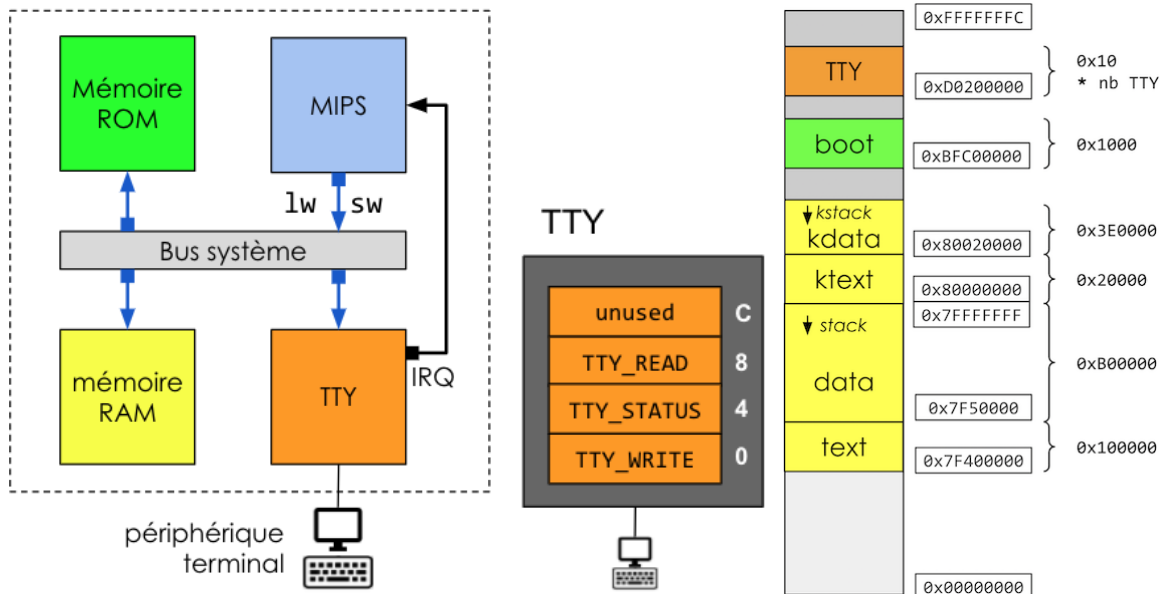 Mémoire
ROM
MIPS
lw sw
Bus système
mémoire
RAM
TTY
IRQ
périphérique
terminal
TTY
unused C
TTY_READ 8
TTY_STATUS 4
TTY_WRITE 0
0xFFFFFFFC
TTY
0xD0200000
0x10
* nb TTY
boot
0xBFC00000
0x1000
kstack
kdata
0x80020000
0x3E0000
ktext
0x80000000
0x20000
0x7FFFFFFF
stack
data
0x7F500000
0xB00000
text
0x7F400000
0x100000
0x00000000